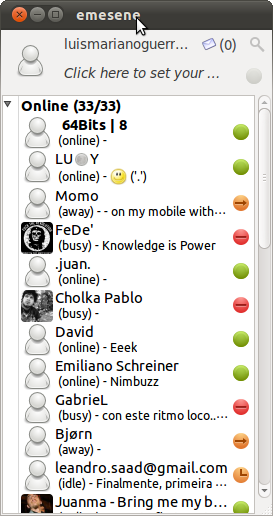 emesene
luismarianoguerr... (0)
Click here to set your ...
Online (33/33)
64Bits | 8
(online) -
LU Y
(online) - ('.')
Momo
(away) - - on my mobile with...
FeDe'
(busy) - Knowledge is Power
.juan.
(online) -
Cholka Pablo
(busy) -
David
(online) - Eeek
Emiliano Schreiner
(online) - Nimbuzz
GabrieL
(busy) - con este ritmo loco...
Bjørn
(away) -
leandro.saad@gmail.com
(idle) - Finalmente, primeira ...
Juanma - Bring me my b...